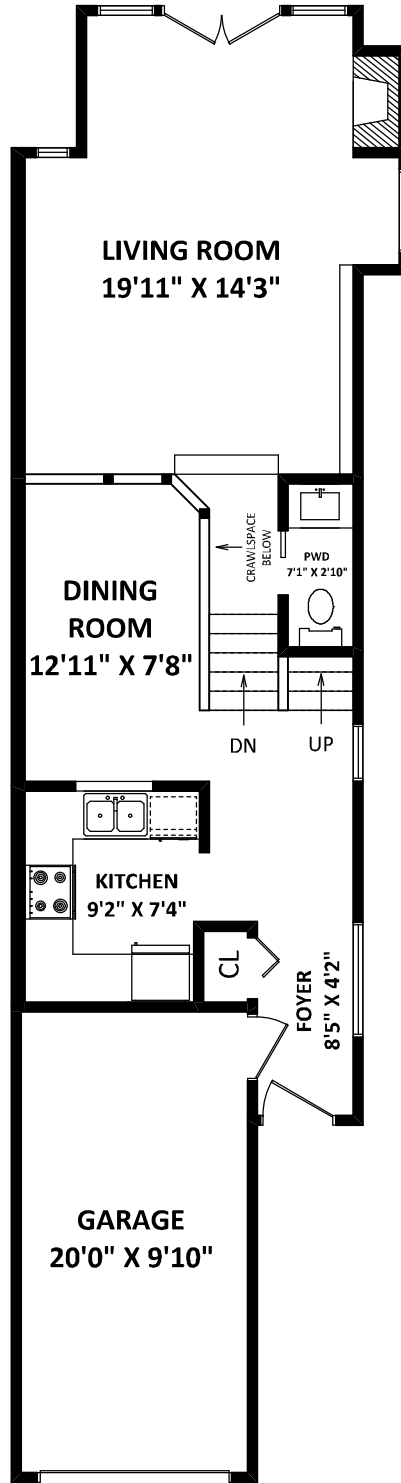 LIVING ROOM
19'11" X 14'3"
CRAWLSPACE
BELOW
PWD
7'1" X 2'10"
DINING
ROOM
12'11" X 7'8"
DN
UP
KITCHEN
9'2" X 7'4"
CL
FOYER
8'5" X 4'2"
GARAGE
20'0" X 9'10"